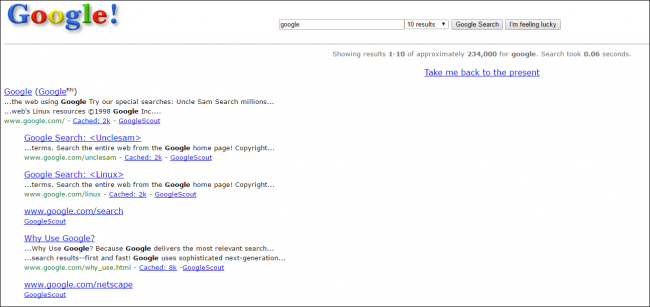 Google!
google 10 results Google Search I'm feeling lucky
Showing results 1-10 of approximately 234,000 for google. Search took 0.06 seconds.
Take me back to the present
Google (GoogleRN)
...the web using Google Try our special searches: Uncle Sam Search millions...
...web's Linux resources ©1998 Google Inc....
www.google.com/ - Cached: 2k - GoogleScout
Google Search: <Unclesam>
...terms. Search the entire web from the Google home page! Copyright...
www.google.com/unclesam - Cached: 2k - GoogleScout
Google Search: <Linux>
...terms. Search the entire web from the Google home page! Copyright...
www.google.com/linux - Cached: 2k - GoogleScout
www.google.com/search
GoogleScout
Why Use Google?
...Why Use Google? Because Google delivers the most relevant search...
...search results--first and fast! Google uses sophisticated next-generation...
www.google.com/why_use.html - Cached: 8k -GoogleScout
www.google.com/netscape
GoogleScout